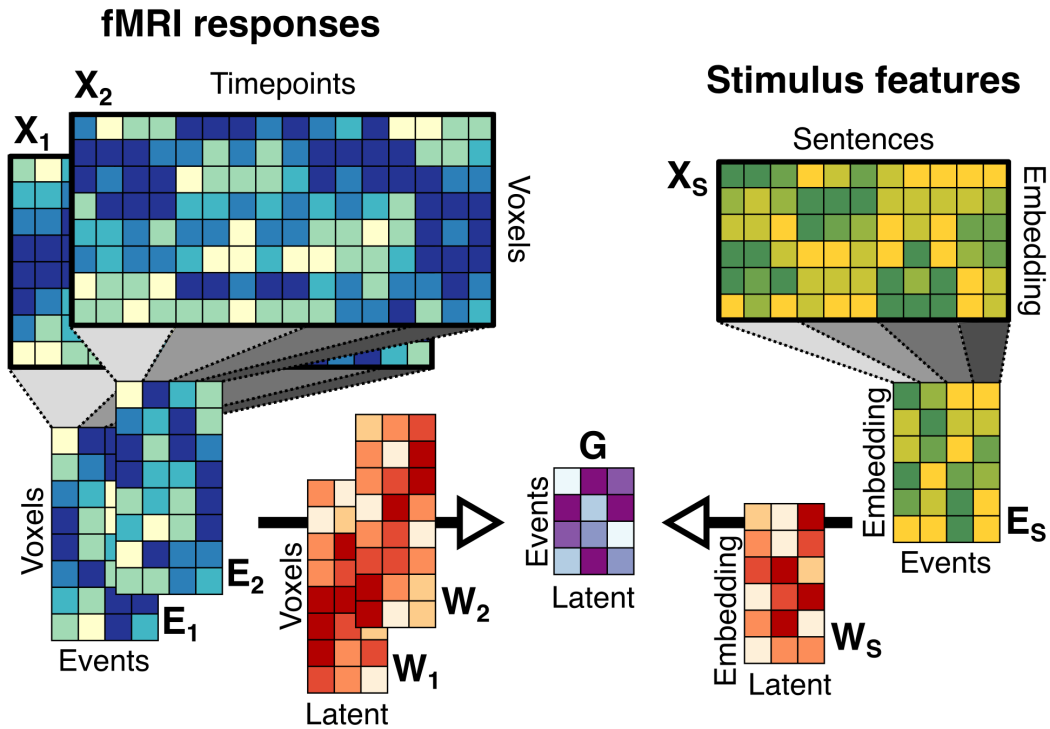 fMRI responses
X2
Timepoints
X1
Voxels
Stimulus features
Sentences
XS
Embedding
Voxels
E2
E1
Events
Voxels
W2
W1
Latent
G
Events
Latent
Embedding
ES
Events
Embedding
WS
Latent